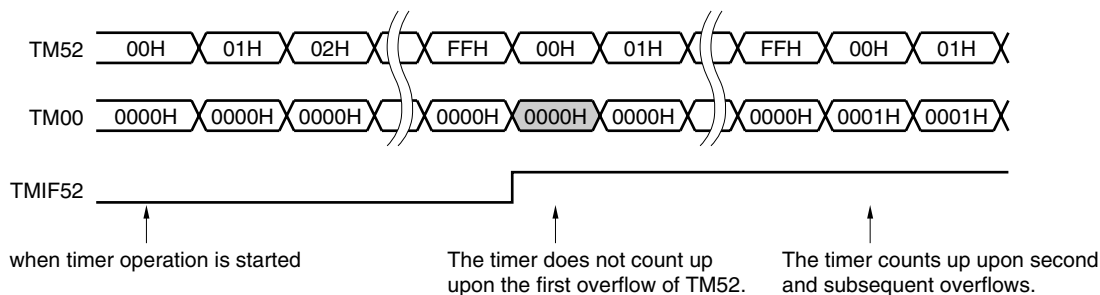 TM52 00H 01H 02H FFH 00H 01H FFH 00H 01H
TM00 0000H 0000H 0000H 0000H 0000H 0000H 0000H 0001H 0001H
TMIF52
when timer operation is started
The timer does not count up
upon the first overflow of TM52.
The timer counts up upon second
and subsequent overflows.